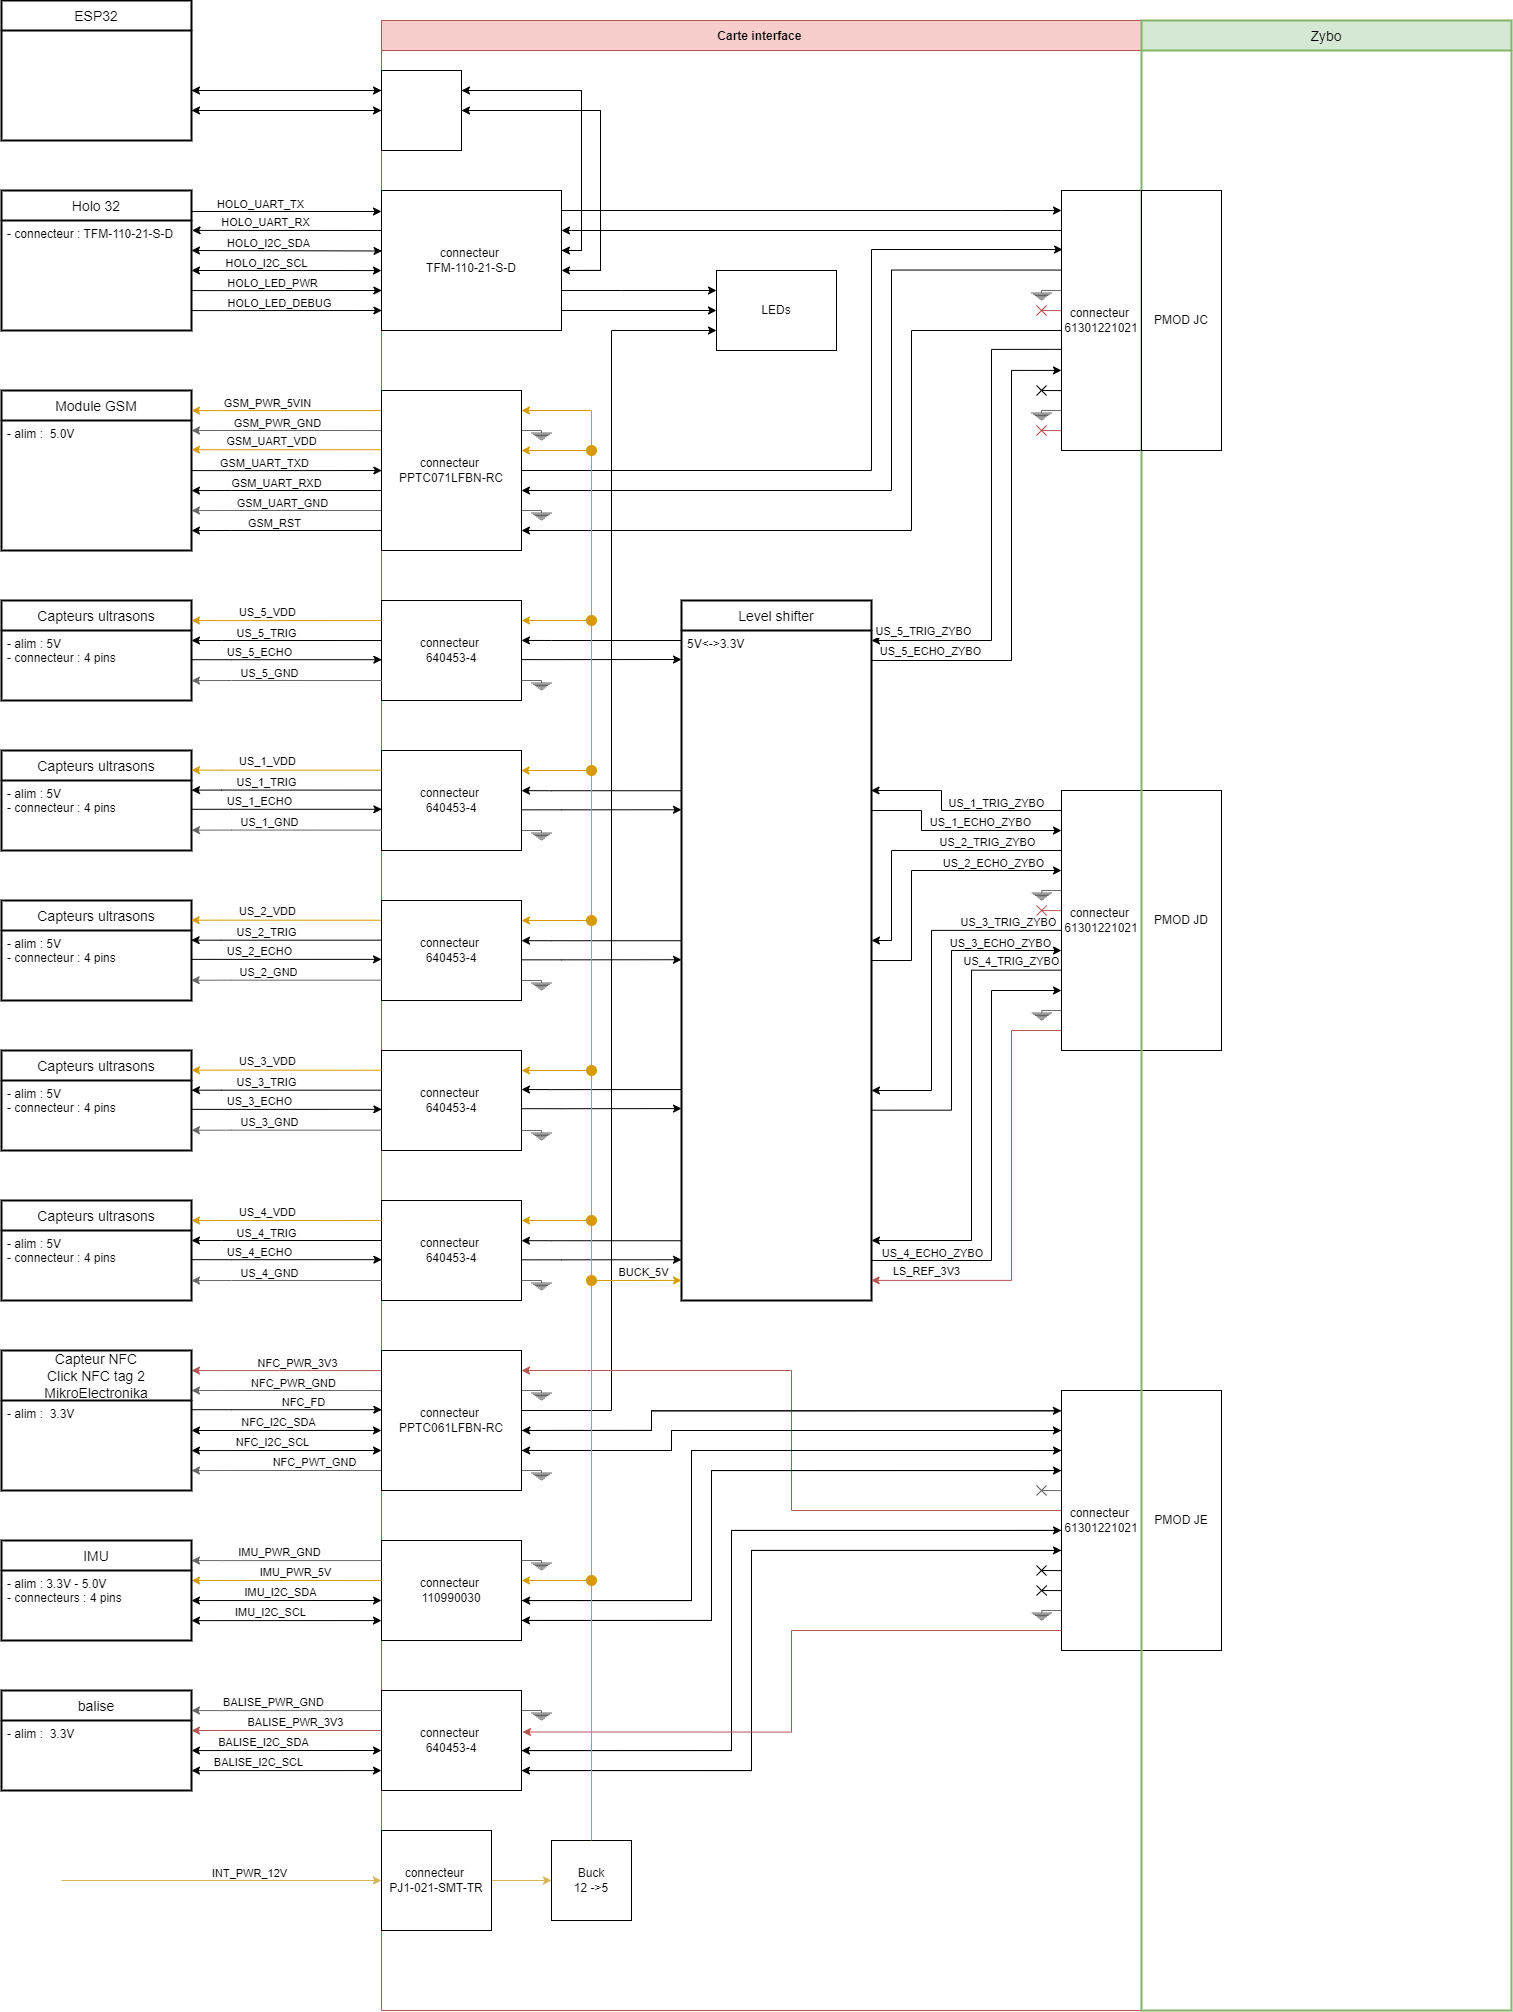 ESP32
Carte interface
Zybo
Holo 32
- connecteur : TFM-110-21-S-D
HOLO_UART_TX
HOLO_UART_RX
HOLO_I2C_SDA
HOLO_I2C_SCL
HOLO_LED_PWR
HOLO_LED_DEBUG
connecteur
TFM-110-21-S-D
LEDs
connecteur
61301221021
PMOD JC
Module GSM
- alim :  5.0V
GSM_PWR_5VIN
GSM_PWR_GND
GSM_UART_VDD
GSM_UART_TXD
GSM_UART_RXD
GSM_UART_GND
GSM_RST
connecteur
PPTC071LFBN-RC
Capteurs ultrasons
- alim : 5V
- connecteur : 4 pins
US_5_VDD
US_5_TRIG
US_5_ECHO
US_5_GND
connecteur
640453-4
Level shifter
5V<->3.3V
US_5_TRIG_ZYBO
US_5_ECHO_ZYBO
Capteurs ultrasons
- alim : 5V
- connecteur : 4 pins
US_1_VDD
US_1_TRIG
US_1_ECHO
US_1_GND
connecteur
640453-4
US_1_TRIG_ZYBO
US_1_ECHO_ZYBO
US_2_TRIG_ZYBO
US_2_ECHO_ZYBO
US_3_TRIG_ZYBO
US_3_ECHO_ZYBO
US_4_TRIG_ZYBO
connecteur
61301221021
PMOD JD
Capteurs ultrasons
- alim : 5V
- connecteur : 4 pins
US_2_VDD
US_2_TRIG
US_2_ECHO
US_2_GND
connecteur
640453-4
Capteurs ultrasons
- alim : 5V
- connecteur : 4 pins
US_3_VDD
US_3_TRIG
US_3_ECHO
US_3_GND
connecteur
640453-4
Capteurs ultrasons
- alim : 5V
- connecteur : 4 pins
US_4_VDD
US_4_TRIG
US_4_ECHO
US_4_GND
connecteur
640453-4
BUCK_5V
US_4_ECHO_ZYBO
LS_REF_3V3
Capteur NFC
Click NFC tag 2
MikroElectronika
- alim :  3.3V
NFC_PWR_3V3
NFC_PWR_GND
NFC_FD
NFC_I2C_SDA
NFC_I2C_SCL
NFC_PWT_GND
connecteur
PPTC061LFBN-RC
connecteur
61301221021
PMOD JE
IMU
- alim : 3.3V - 5.0V
- connecteurs : 4 pins
IMU_PWR_GND
IMU_PWR_5V
IMU_I2C_SDA
IMU_I2C_SCL
connecteur
110990030
balise
- alim :  3.3V
BALISE_PWR_GND
BALISE_PWR_3V3
BALISE_I2C_SDA
BALISE_I2C_SCL
connecteur
640453-4
INT_PWR_12V
connecteur
PJ1-021-SMT-TR
Buck
12 ->5